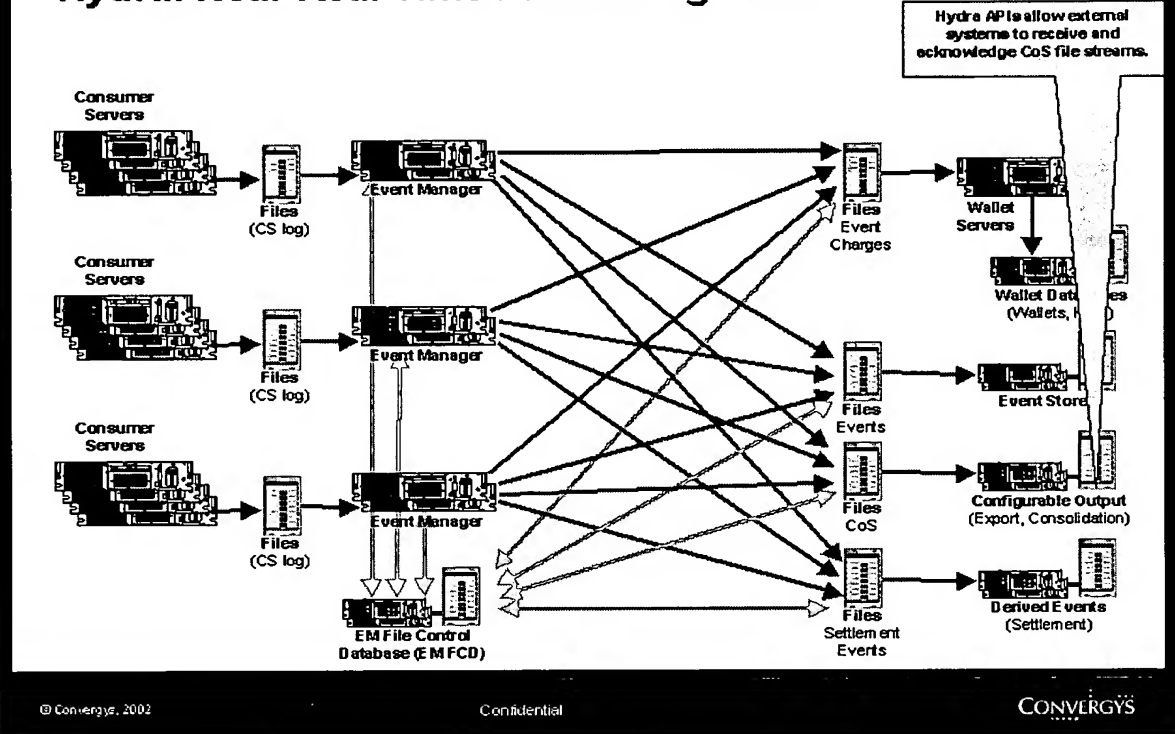 Hydra APIs allow external
systems to receive and
acknowledge CoS file streams.
Consumer
Servers
Files
(CS log)
Event Manager
Files
Event
Charges
Wallet
Servers
Consumer
Servers
Files
(CS log)
Event Manager
Wallet
(Wallets,
Files
Events
Event Store
Consumer
Servers
Files
(CS log)
Event Manager
Files
CoS
Configurable Output
(Export, Consolidation)
EM File Control
Database (EM FCD)
Files
Settlement
Events
Derived Events
(Settlement)
© Convergys, 2002
Confidential
CONVERGYS